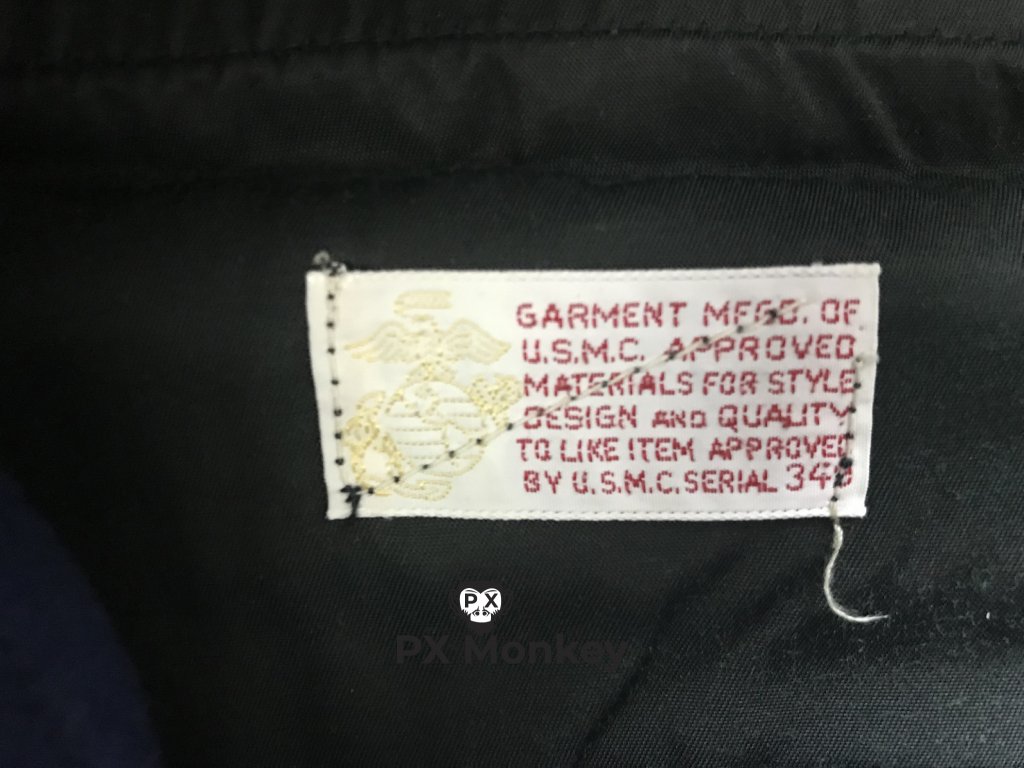 GARMENT MFGD. OF
U.S.M.C. APPROVED
MATERIALS FOR STYLE
DESIGN AND QUALITY
TO LIKE ITEM APPROVED
BY U.S.M.C. SERIAL
PX
PX Monkey